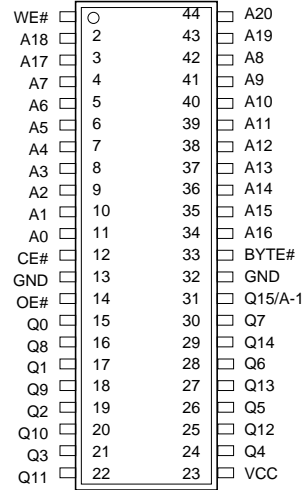 WE# 44 A20
A18 2 43 A19
A17 3 42 A8
A7 4 41 A9
A6 5 40 A10
A5 6 39 A11
A4 7 38 A12
A3 8 37 A13
A2 9 36 A14
A1 10 35 A15
A0 11 34 A16
CE# 12 33 BYTE#
GND 13 32 GND
OE# 14 31 Q15/A-1
Q0 15 30 Q7
Q8 16 29 Q14
Q1 17 28 Q6
Q9 18 27 Q13
Q2 19 26 Q5
Q10 20 25 Q12
Q3 21 24 Q4
Q11 22 23 VCC